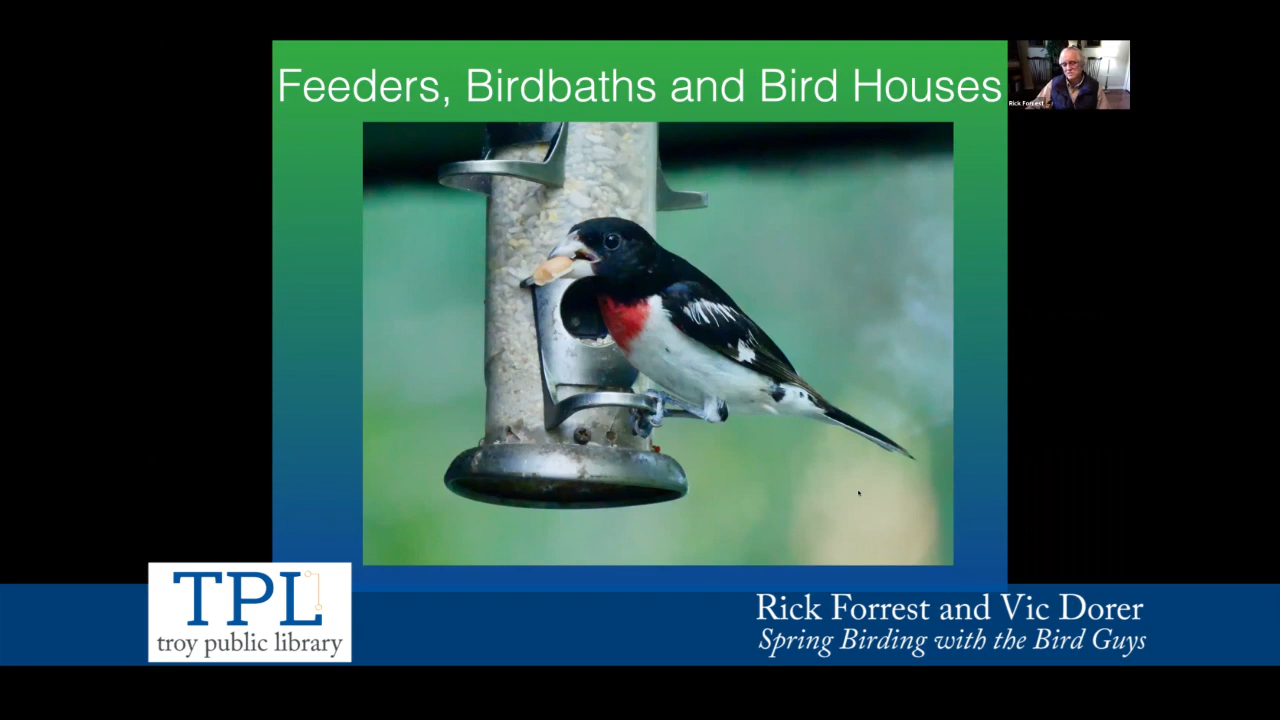 Feeders, Birdbaths and Bird Houses
Rick Forrest
TPL
troy public library
Rick Forrest and Vic Dorer
Spring Birding with the Bird Guys